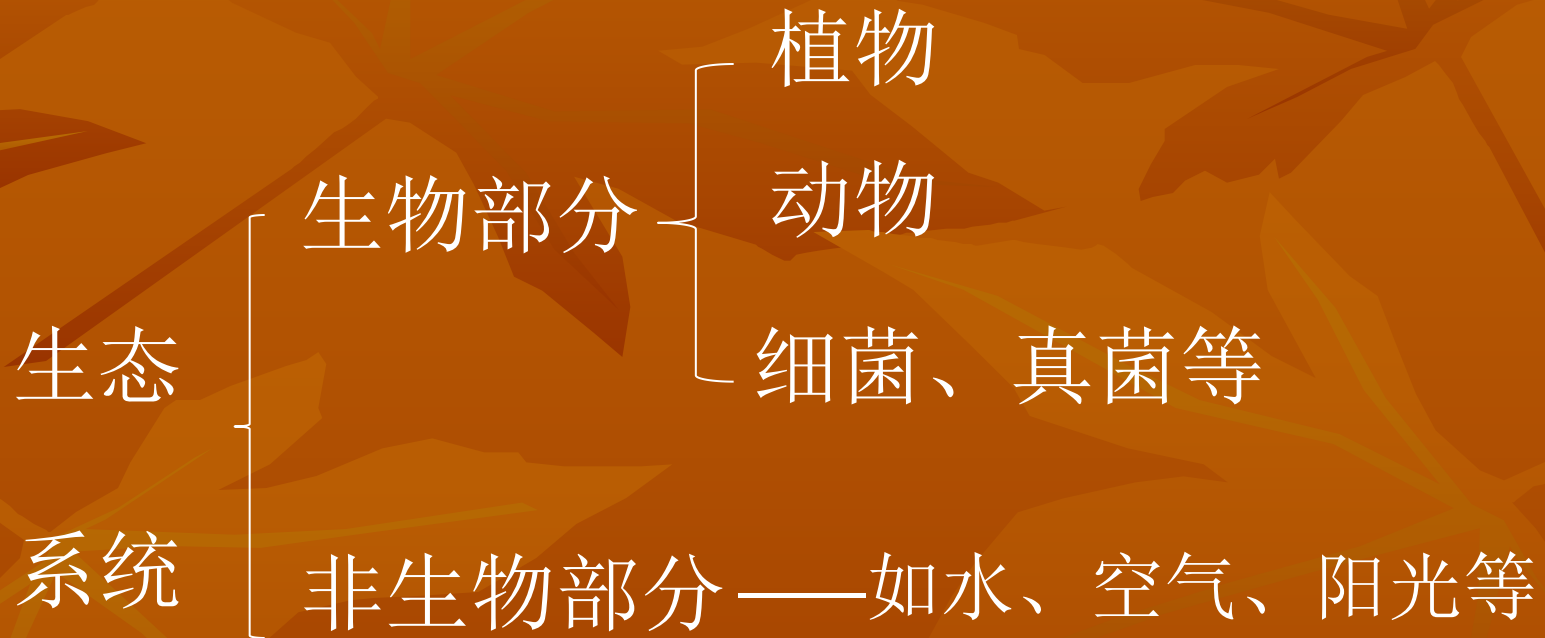 植物
动物
生物部分
细菌、真菌等
生态
系统
非生物部分——如水、空气、阳光等